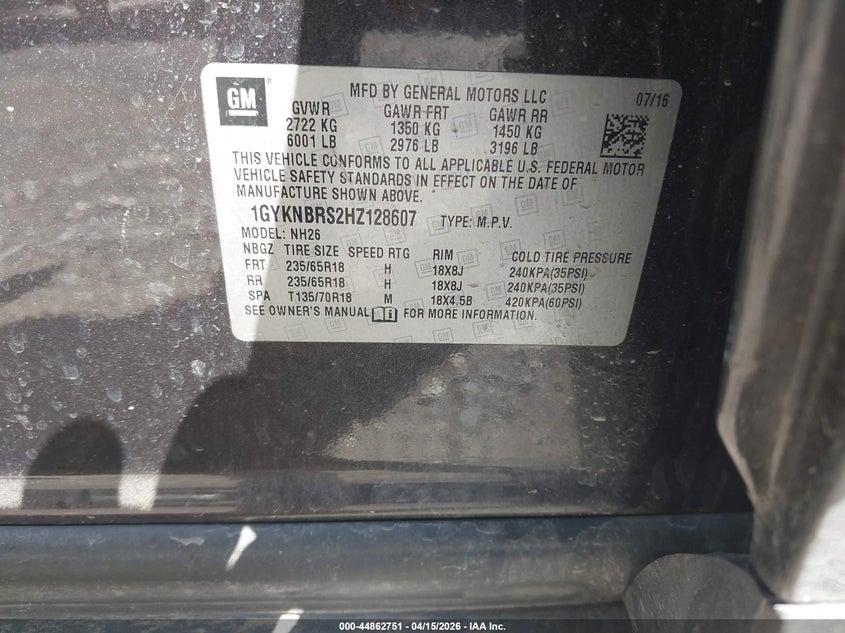 GM ® MFD BY GENERAL MOTORS LLC 07/16
GVWR GAWR FRT GAWR RR
2722 KG 1350 KG 1450 KG
6001 LB 2976 LB 3196 LB
THIS VEHICLE CONFORMS TO ALL APPLICABLE U.S. FEDERAL MOTOR
VEHICLE SAFETY STANDARDS IN EFFECT ON THE DATE OF
MANUFACTURE SHOWN ABOVE.
1GYKNBRS2HZ128607 TYPE: M.P.V.
MODEL: NH26
NBGZ TIRE SIZE SPEED RTG RIM COLD TIRE PRESSURE
FRT 235/65R18 H 18X8J 240KPA(35PSI)
RR 235/65R18 H 18X8J 240KPA(35PSI)
SPA T135/70R18 M 18X4.5B 420KPA(60PSI)
SEE OWNER'S MANUAL FOR MORE INFORMATION.
000-44862751 04/15/2026 IAA Inc.